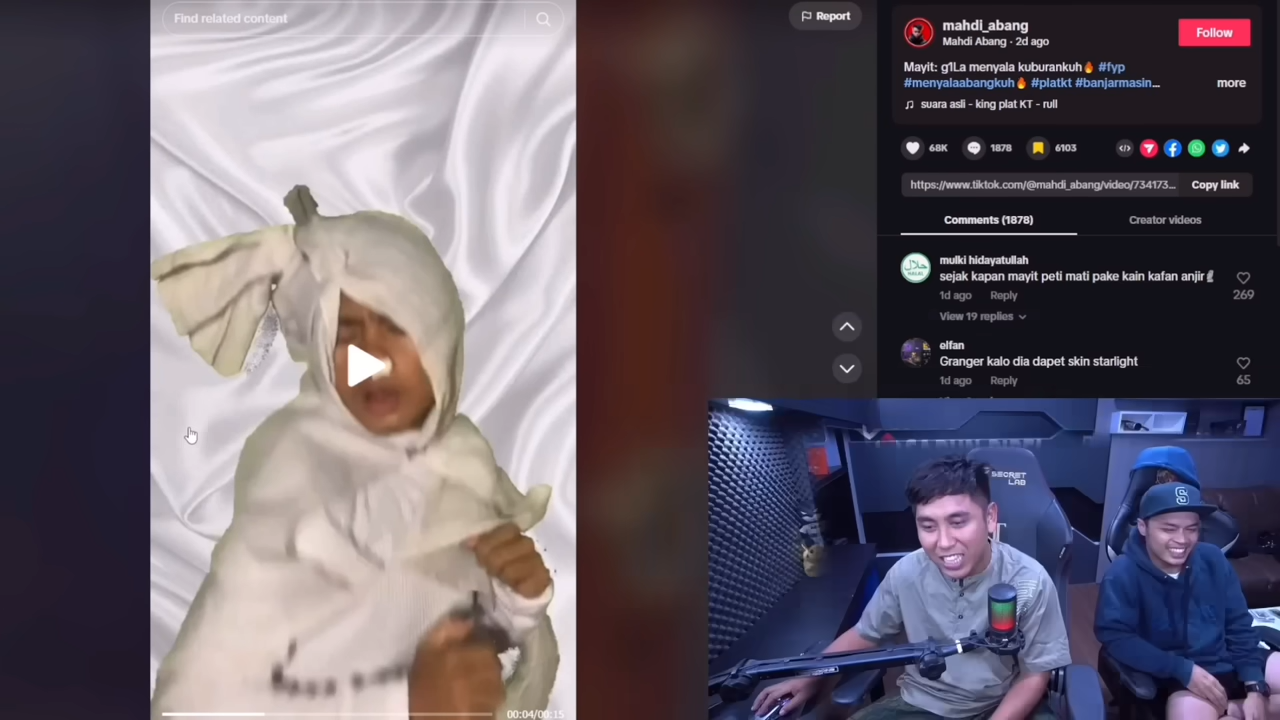 Find related content
Report
mahdi_abang
Mahdi Abang · 2d ago
Follow
Mayit: g1La menyala kuburankuh🔥 #fyp
#menyalaabangkuh🔥 #platkt #banjarmasin...
more
suara asli - king plat KT - rull
68K
1878
6103
https://www.tiktok.com/@mahdi_abang/video/734173...
Copy link
Comments (1878)
Creator videos
حلال
HALAL
mulki hidayatullah
sejak kapan mayit peti mati pake kain kafan anjir✌
1d ago
Reply
269
View 19 replies
elfan
Granger kalo dia dapet skin starlight
1d ago
Reply
65
SECRET
LAB
S
00:04/00:15